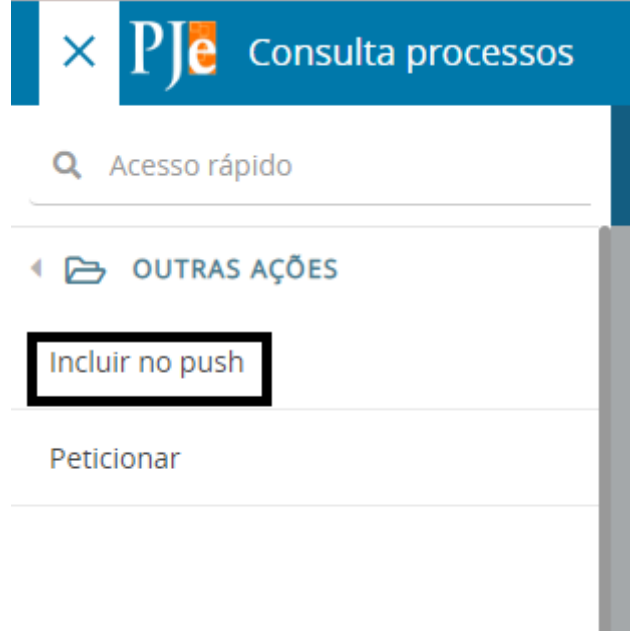 PJe Consulta processos
Acesso rápido
OUTRAS AÇÕES
Incluir no push
Peticionar